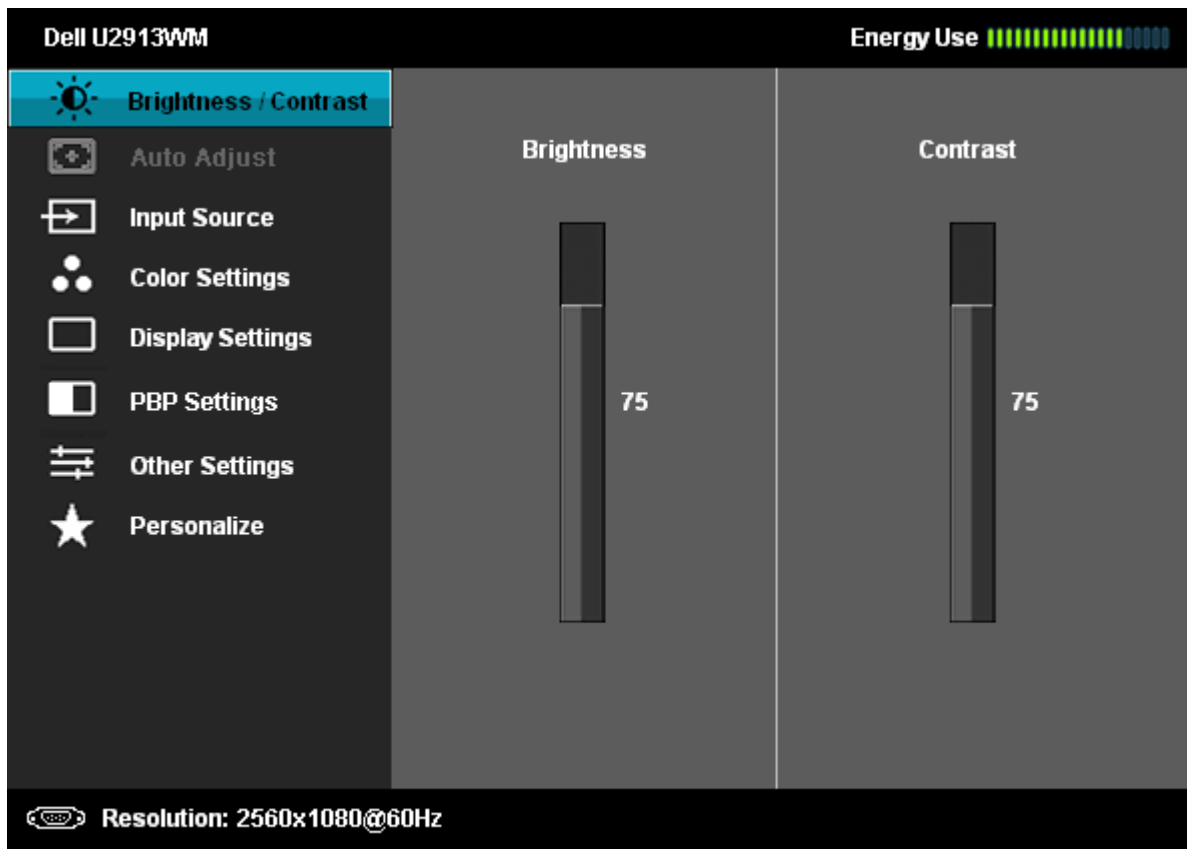 Dell U2913WM
Energy Use
Brightness / Contrast
Auto Adjust
Input Source
Color Settings
Display Settings
PBP Settings
Other Settings
Personalize
Brightness
75
Contrast
75
Resolution: 2560x1080@60Hz